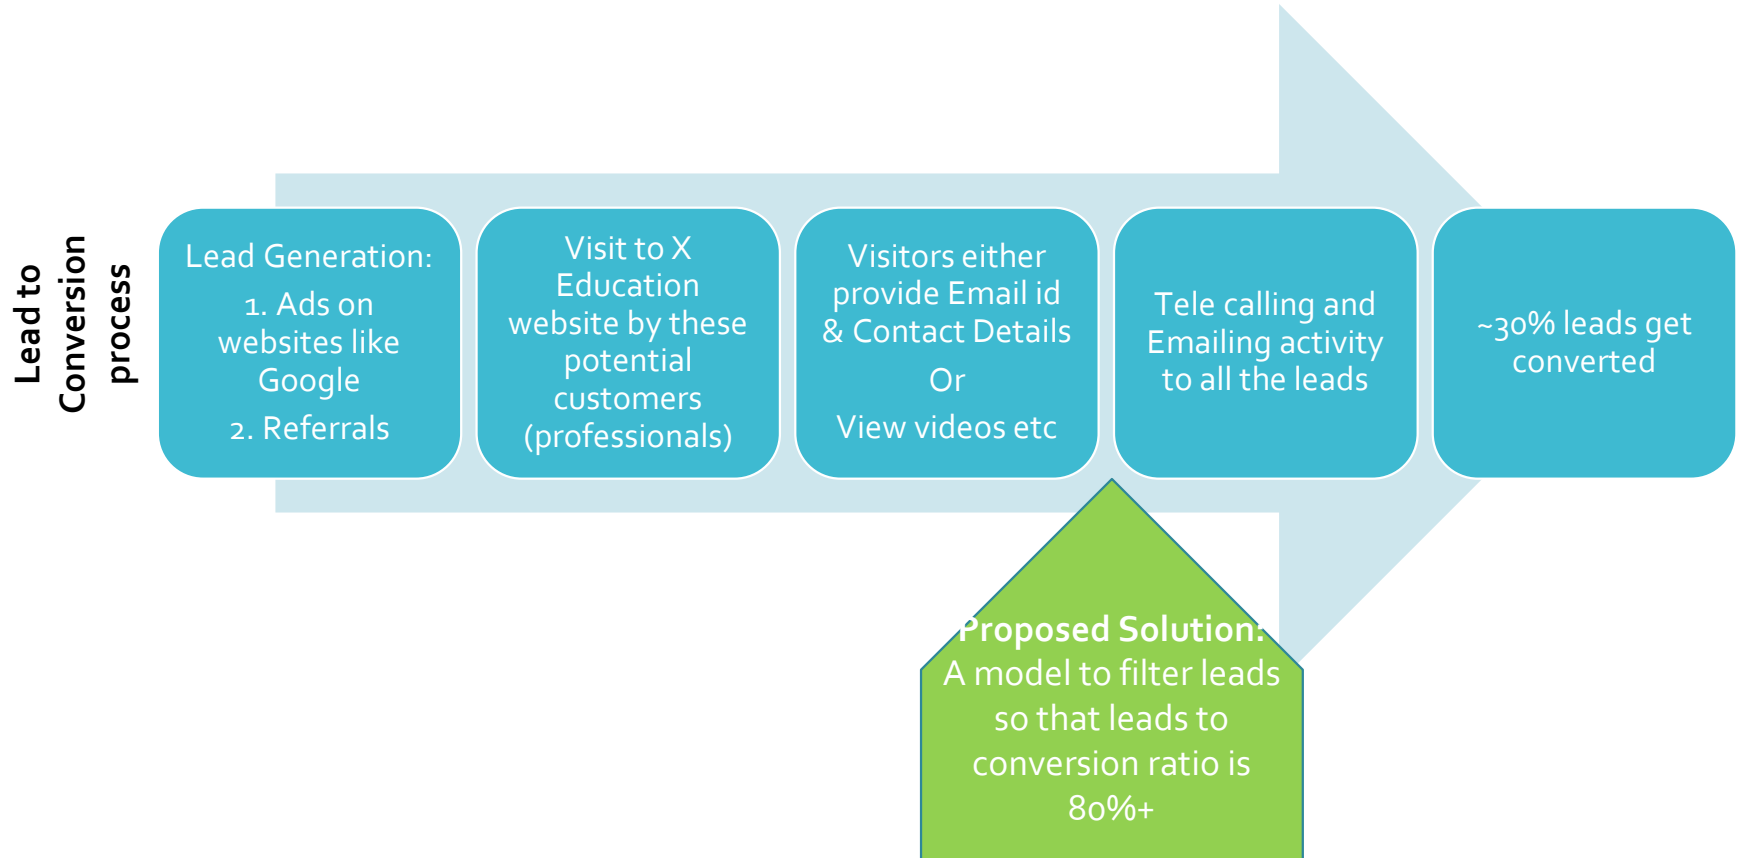 Lead to
Conversion
process
Lead Generation:
1. Ads on
websites like
Google
2. Referrals
Visit to X
Education
website by these
potential
customers
(professionals)
Visitors either
provide Email id
& Contact Details
Or
View videos etc
Tele calling and
Emailing activity
to all the leads
~30% leads get
converted
Proposed Solution:
A model to filter leads
so that leads to
conversion ratio is
80%+